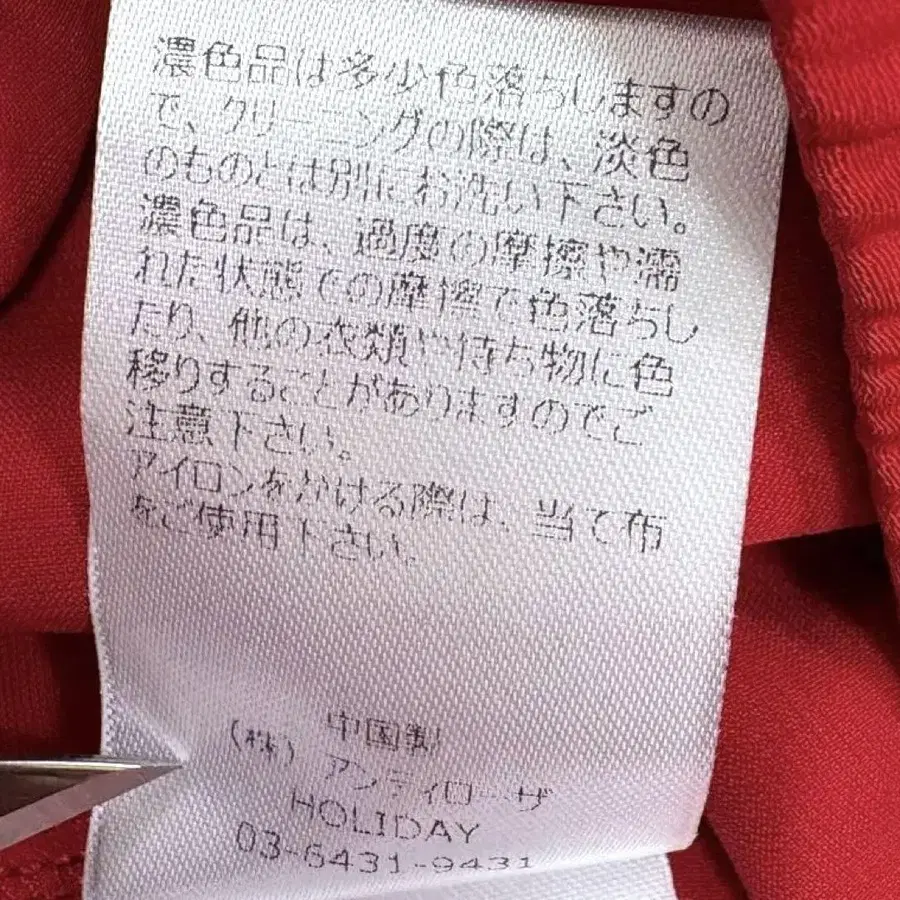 濃色品は多少色落ちしますの
で、クリーニングの際は、淡色
のものとは別にお洗い下さい。
濃色品は、過度の摩擦や濡
れた状態での摩擦で色落ちし
たり、他の衣類や持ち物に色
移りすることがありますのでご
注意下さい。
アイロンをかける際は、当て布
をご使用下さい。
中国製
(株) アンティローザ
HOLIDAY
03-6431-9431